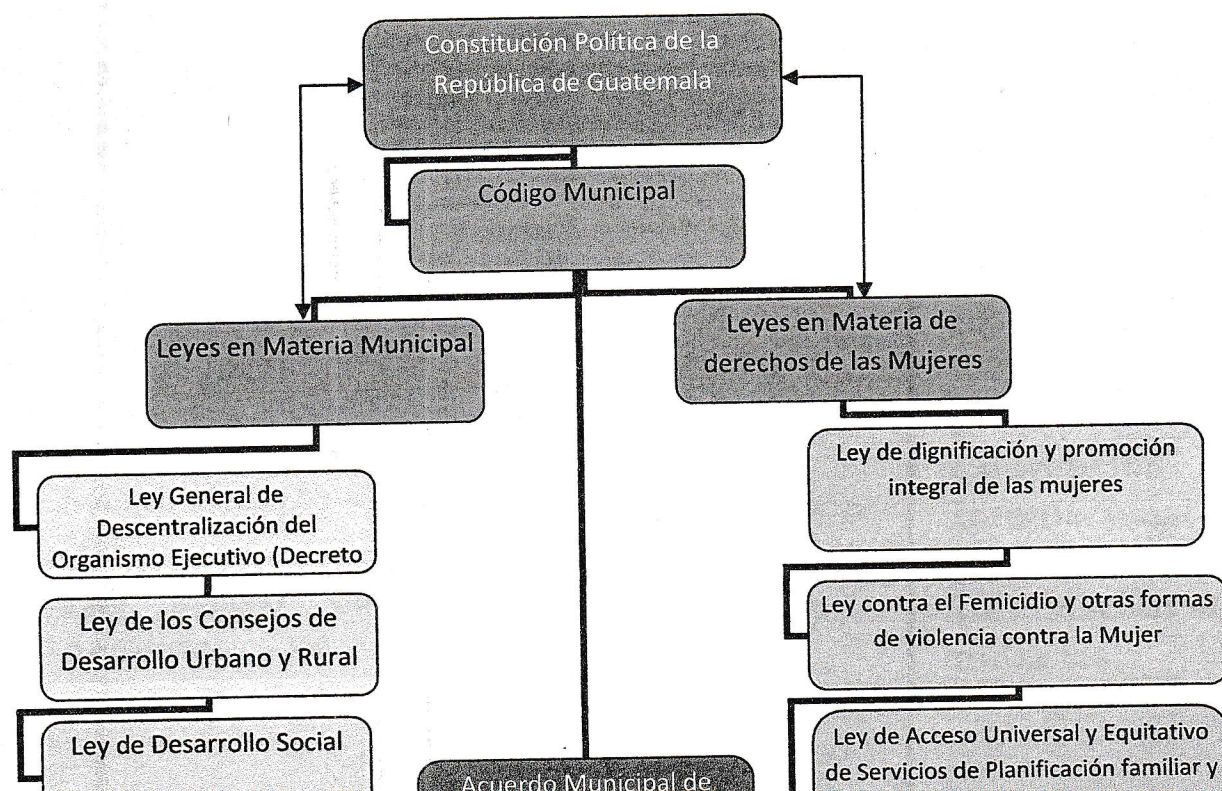 Constitución Política de la
República de Guatemala
Código Municipal
Leyes en Materia Municipal
Leyes en Materia de
derechos de las Mujeres
Ley General de
Descentralización del
Organismo Ejecutivo (Decreto
Ley de dignificación y promoción
integral de las mujeres
Ley de los Consejos de
Desarrollo Urbano y Rural
Ley contra el Femicidio y otras formas
de violencia contra la Mujer
Ley de Desarrollo Social
Ley de Acceso Universal y Equitativo
de Servicios de Planificación familiar y
Acuerdo Municipal de